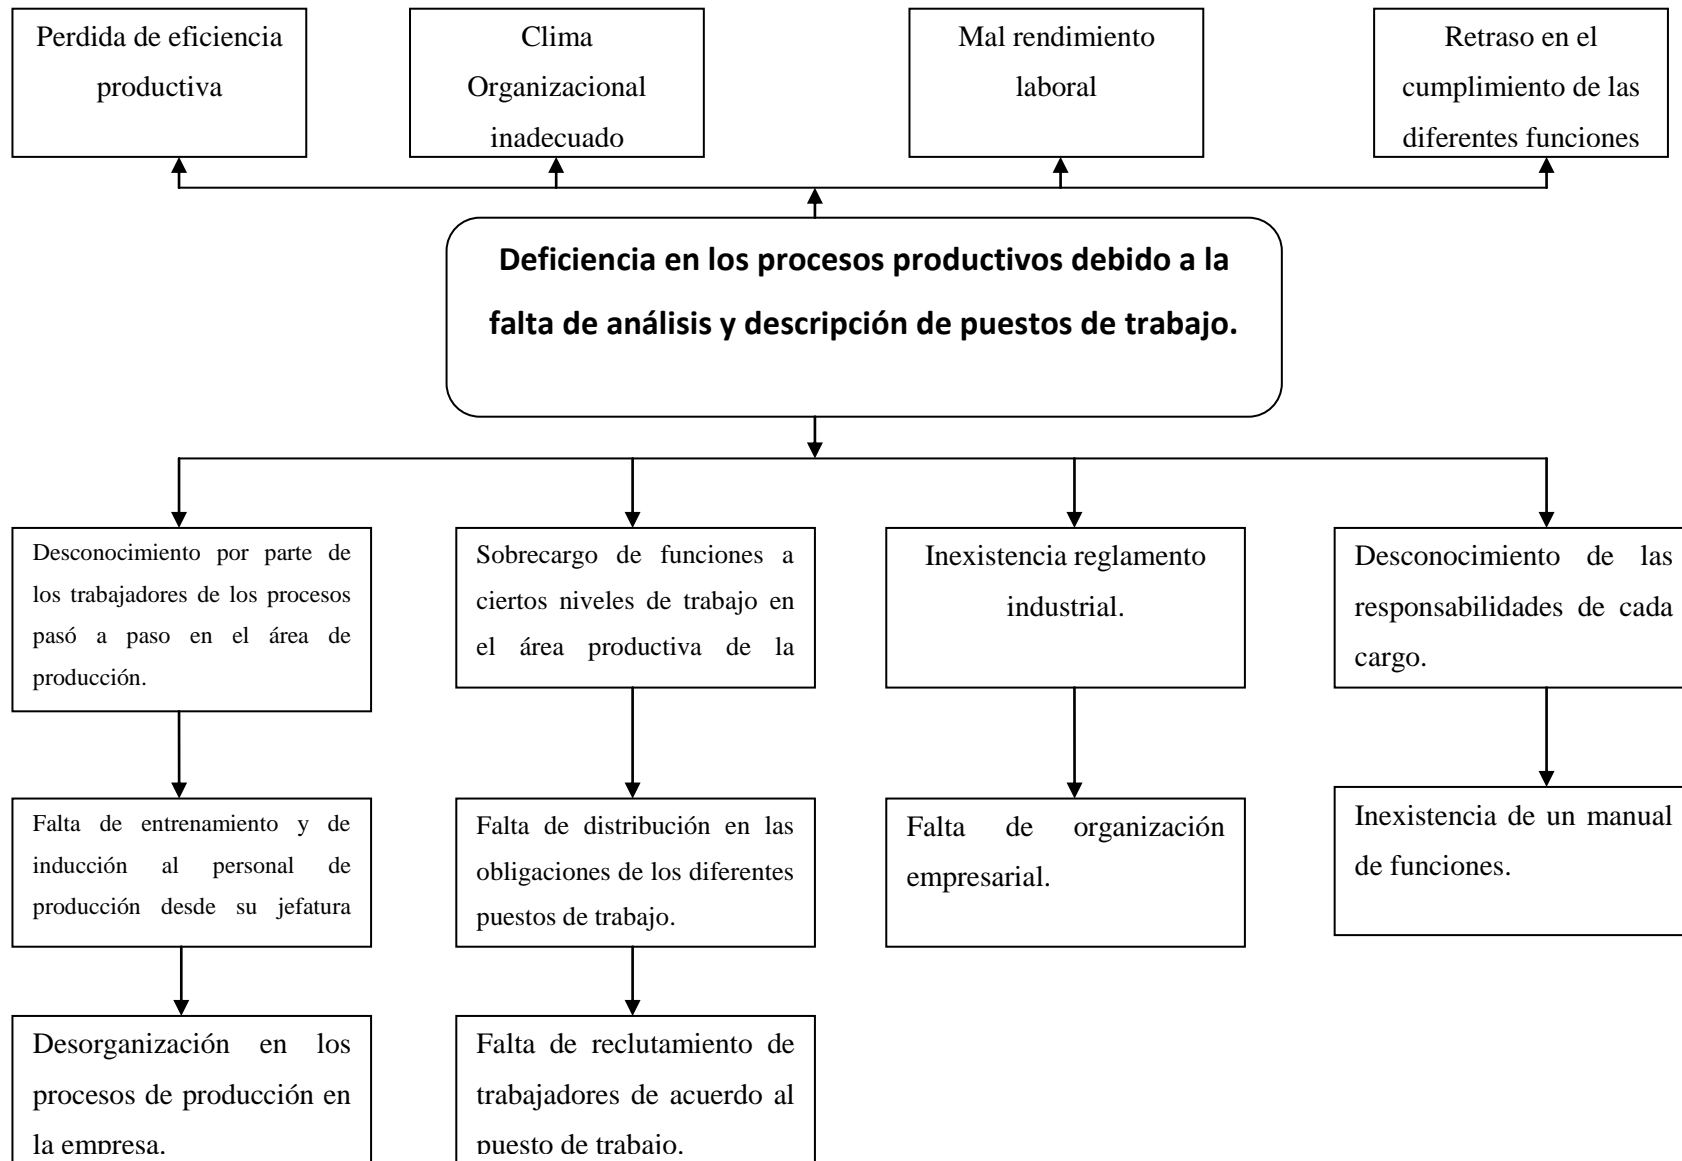 Perdida de eficiencia
productiva
Clima
Organizacional
inadecuado
Mal rendimiento
laboral
Retraso en el
cumplimiento de las
diferentes funciones
Deficiencia en los procesos productivos debido a la
falta de análisis y descripción de puestos de trabajo.
Desconocimiento por parte de
los trabajadores de los procesos
pasó a paso en el área de
producción.
Sobrecargo de funciones a
ciertos niveles de trabajo en
el área productiva de la
Inexistencia reglamento
industrial.
Desconocimiento de las
responsabilidades de cada
cargo.
Falta de entrenamiento y de
inducción al personal de
producción desde su jefatura
Falta de distribución en las
obligaciones de los diferentes
puestos de trabajo.
Falta de organización
empresarial.
Inexistencia de un manual
de funciones.
Desorganización en los
procesos de producción en
la empresa.
Falta de reclutamiento de
trabajadores de acuerdo al
puesto de trabajo.